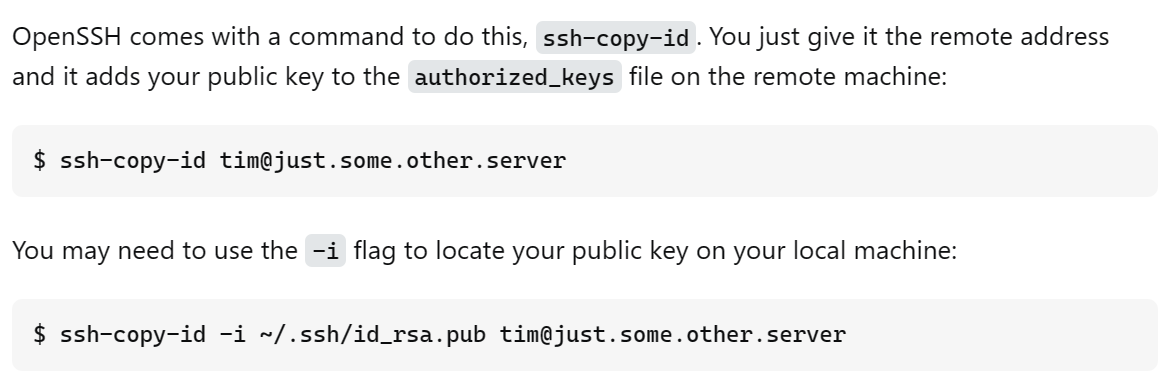 OpenSSH comes with a command to do this, ssh-copy-id. You just give it the remote address
and it adds your public key to the authorized_keys file on the remote machine:
$ ssh-copy-id tim@just.some.other.server
You may need to use the -i flag to locate your public key on your local machine:
$ ssh-copy-id -i ~/.ssh/id_rsa.pub tim@just.some.other.server